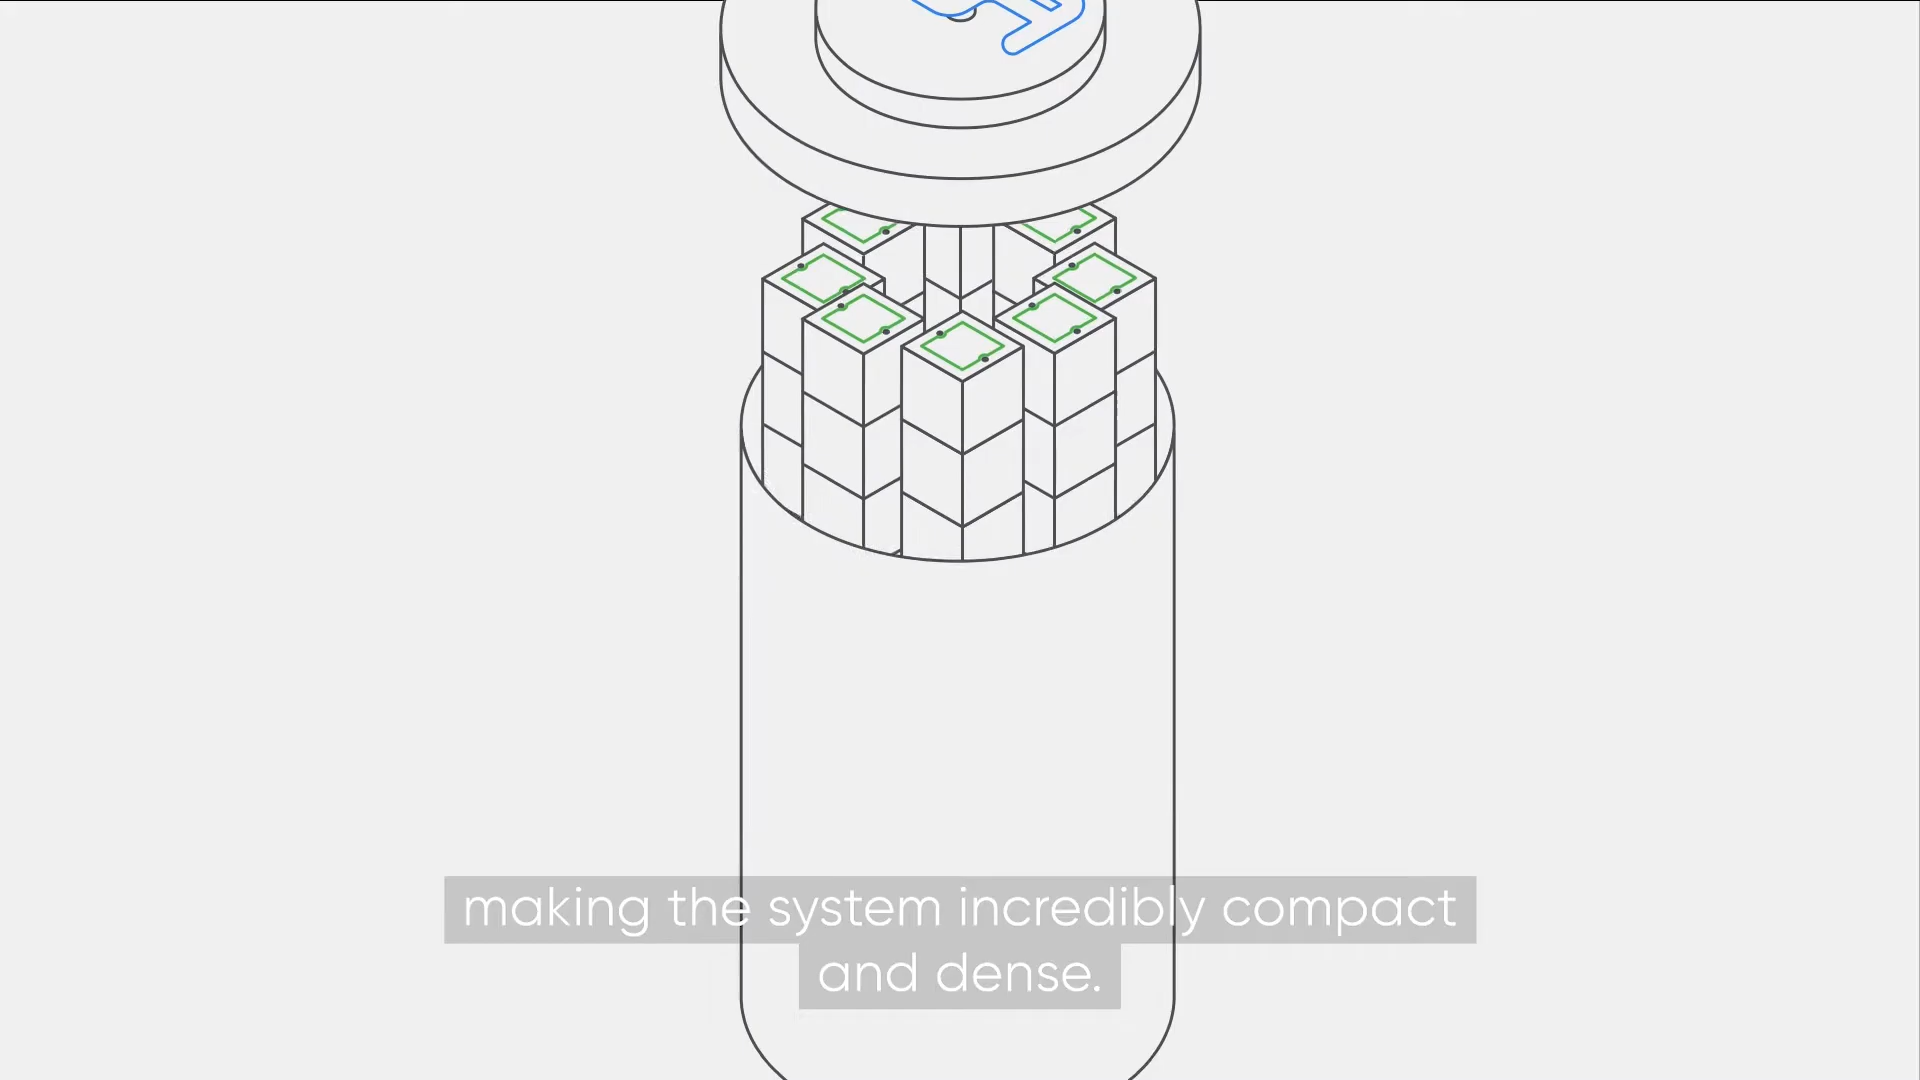 making the system incredibly compact
and dense.